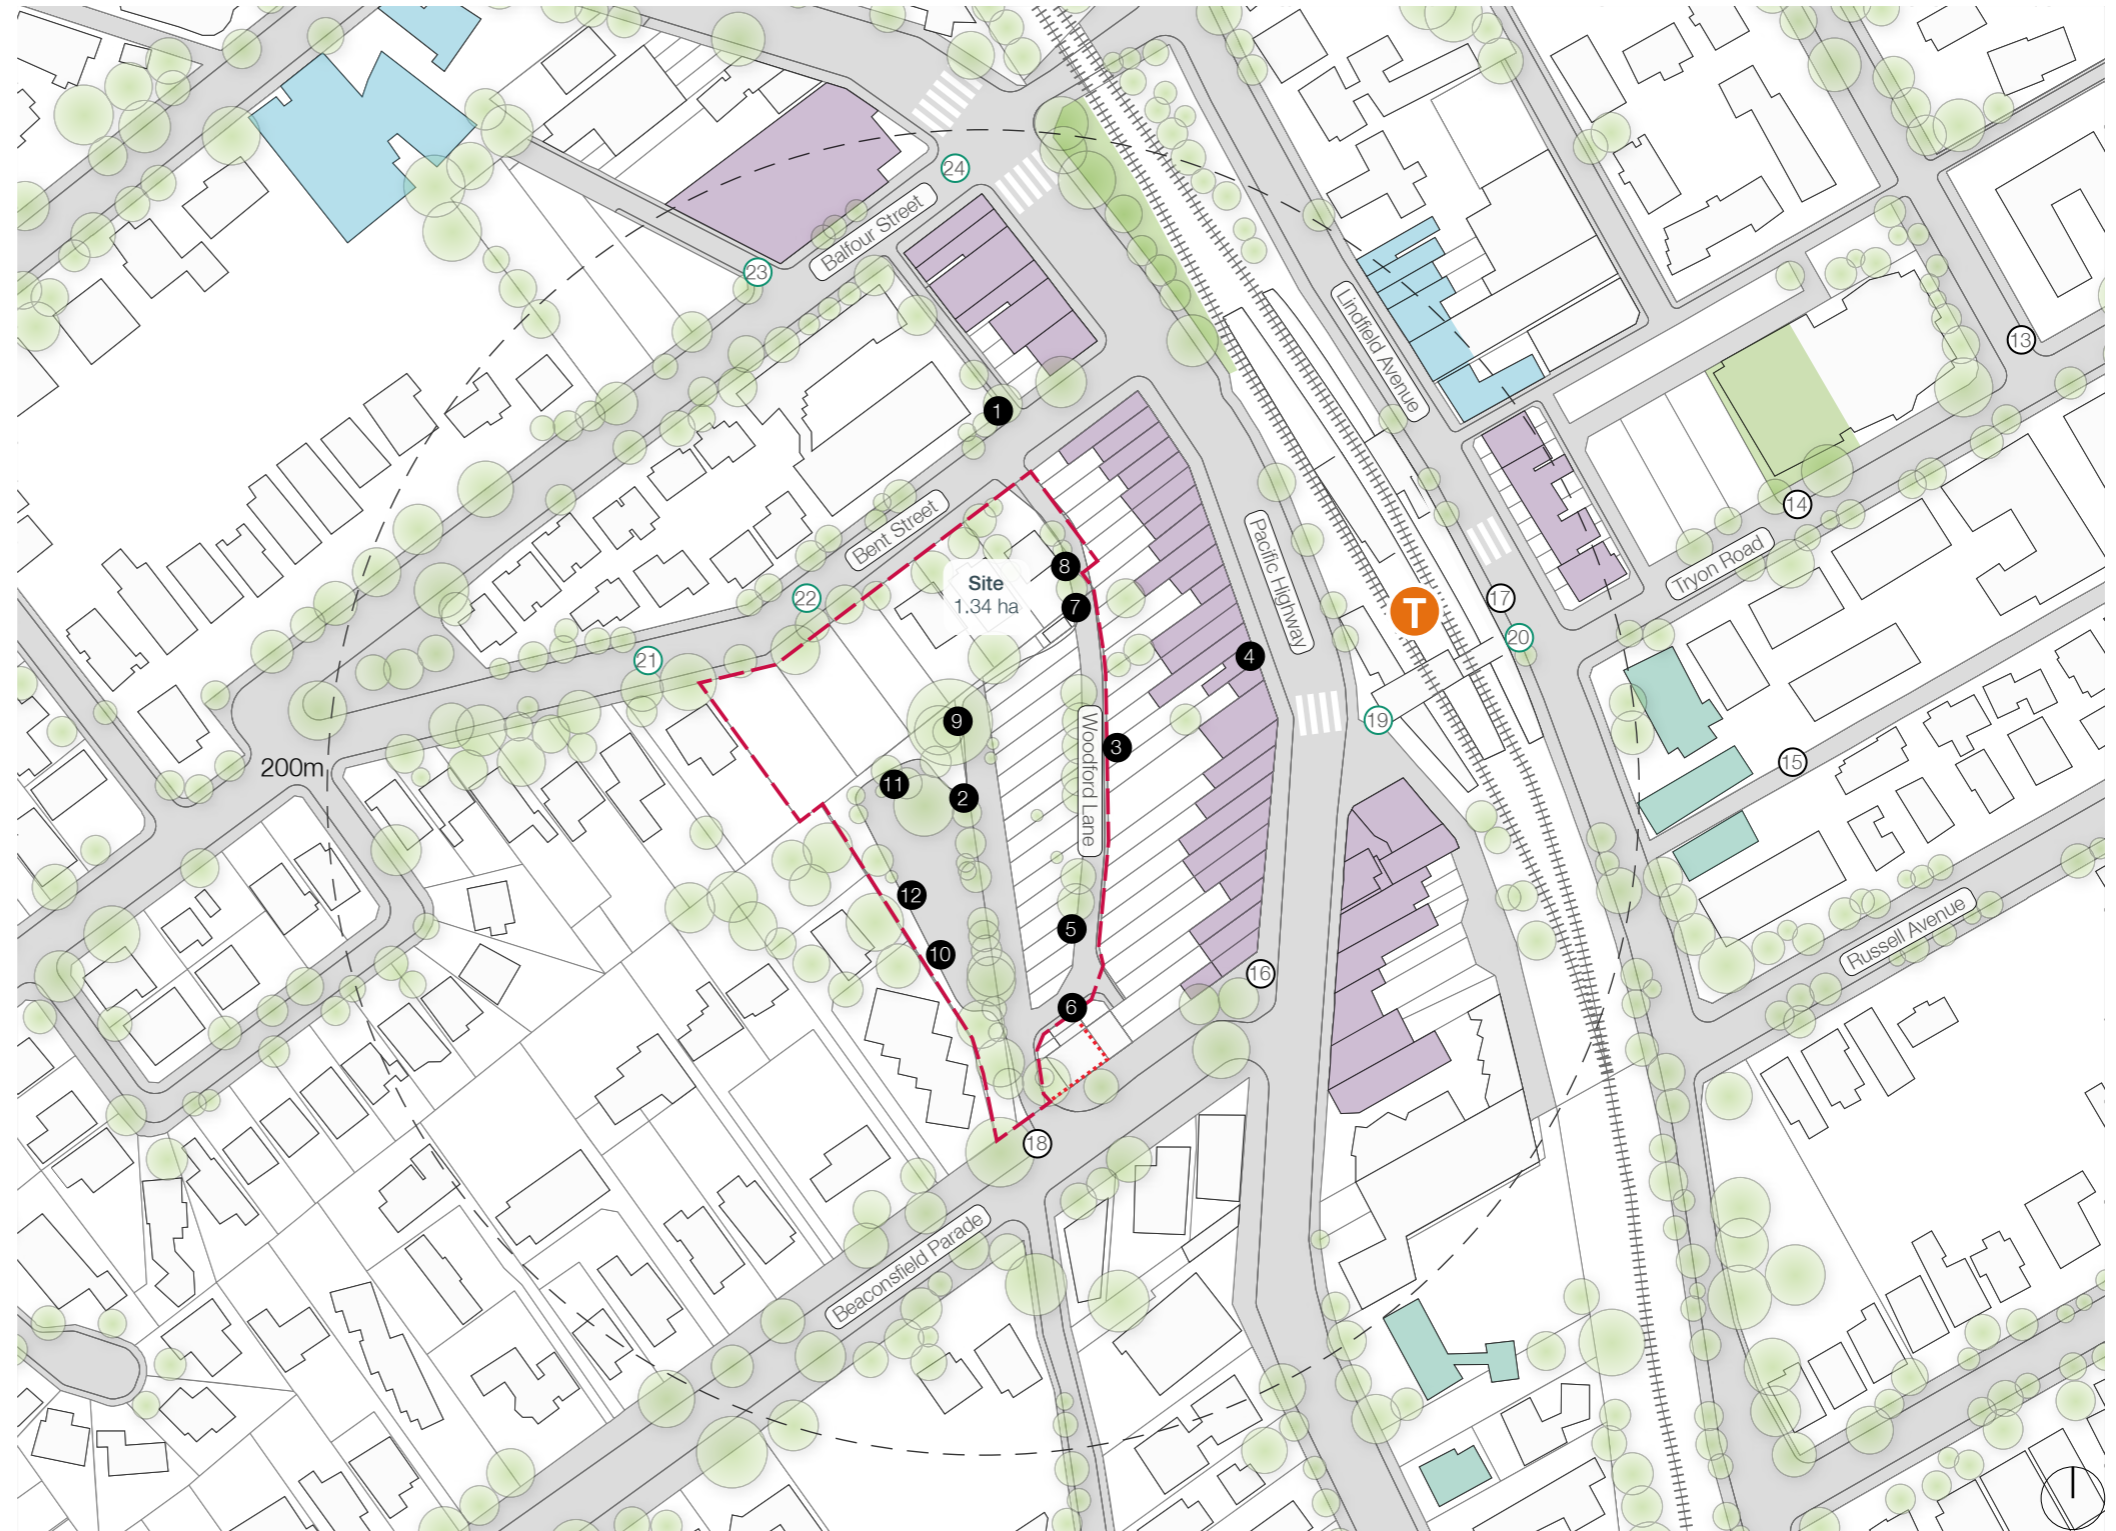 24
Balfour Street
23
Lindfield Avenue
13
1
14
Bent Street
Pacific Highway
Tryon Road
8
Site
1.34 ha
22
7
T
17
20
21
4
9
Woodford Lane
3
19
200m
11
2
15
12
5
Russell Avenue
10
16
6
18
Beaconsfield Parade